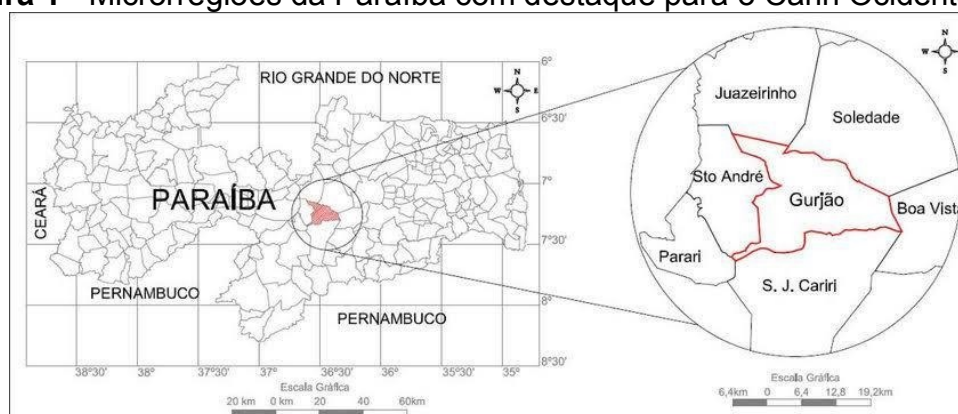 ra 1 - Microrregiões da Paraíba com destaque para o Cariri Ocident
RIO GRANDE DO NORTE
N
W E
S
6°
6°30'
7°
7°30'
8°
8°30'
CEARÁ
PARAÍBA
PERNAMBUCO
PERNAMBUCO
38°30' 38° 37°30' 37° 36°30' 36°30' 35°
Escala Gráfica
20 km 0 km 20 40 60km
N
W E
S
Juazeirinho
Soledade
Sto André
Gurjão
Boa Vista
Parari
S. J. Cariri
Escala Gráfica
6,4km 0 6,4 12,8 19,2km